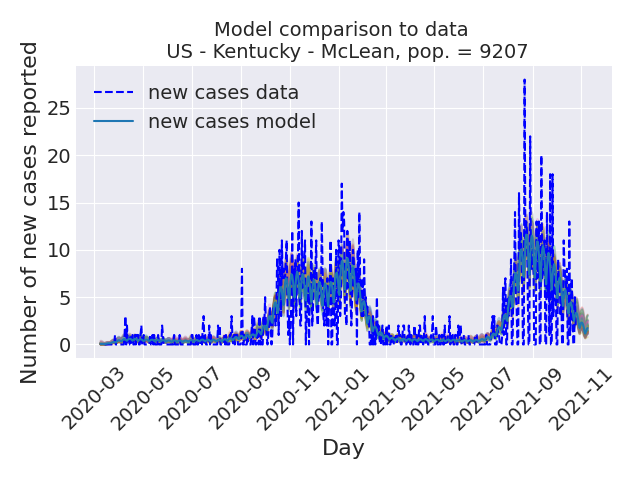 Model comparison to data
US - Kentucky - McLean, pop. = 9207
Number of new cases reported
new cases data
new cases model
25
20
15
10
5
0
2020-03
2020-05
2020-07
2020-09
2020-11
2021-01
2021-03
2021-05
2021-07
2021-09
2021-11
Day